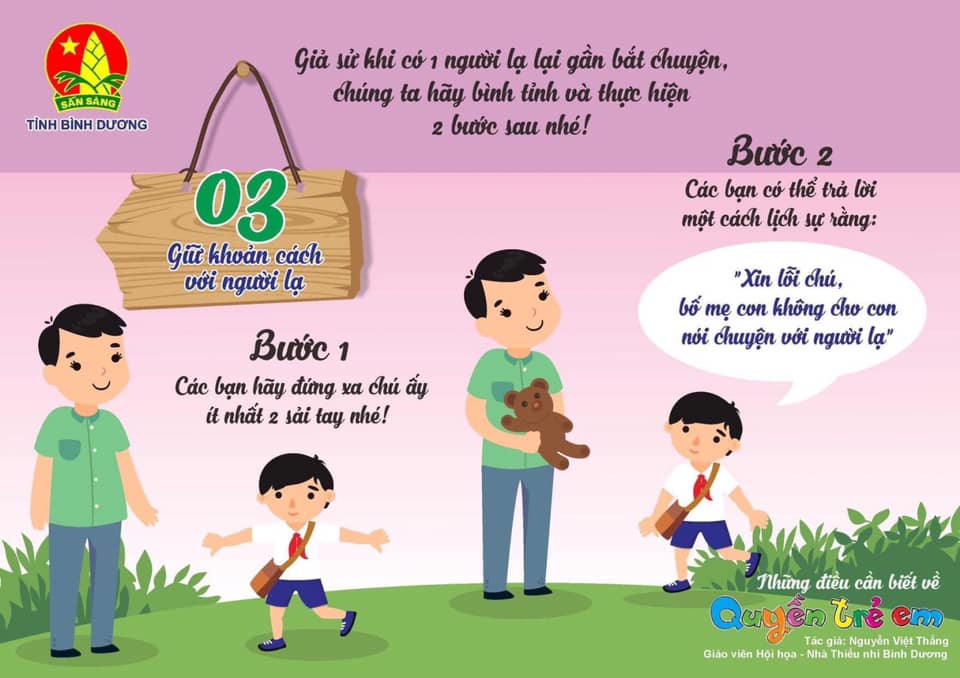 SẴN SÀNG
TỈNH BÌNH DƯƠNG
Giả sử khi có 1 người lạ lại gần bắt chuyện,
chúng ta hãy bình tĩnh và thực hiện
2 bước sau nhé!
03
Giữ khoản cách
với người lạ
Bước 1
Các bạn hãy đứng xa chú ấy
ít nhất 2 sải tay nhé!
Bước 2
Các bạn có thể trả lời
một cách lịch sự rằng:
"Xin lỗi chú,
bố mẹ con không cho con
nói chuyện với người lạ"
Những điều cần biết về
Quyền trẻ em
Tác giả: Nguyễn Việt Thắng
Giáo viên Hội họa - Nhà Thiếu nhi Bình Dương